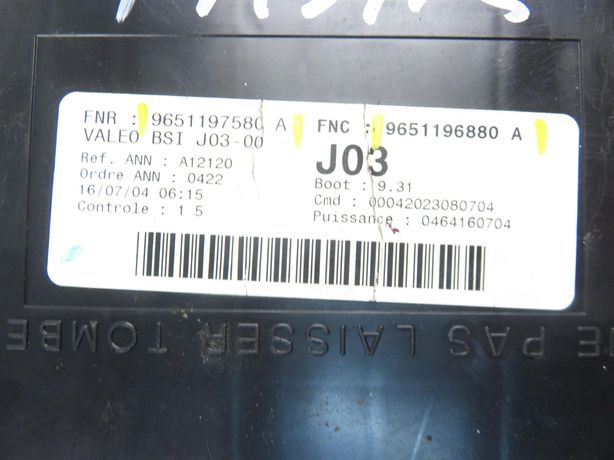 FNR : 9651197580 A
VALEO BSI J03-00
Ref. ANN : A12120
Ordre ANN : 0422
16/07/04 06:15
Controle : 1 5
FNC : 9651196880 A
J03
Boot : 9.31
Cmd : 00042023080704
Puissance : 0464160704
NE PAS LAISSER TOMBE